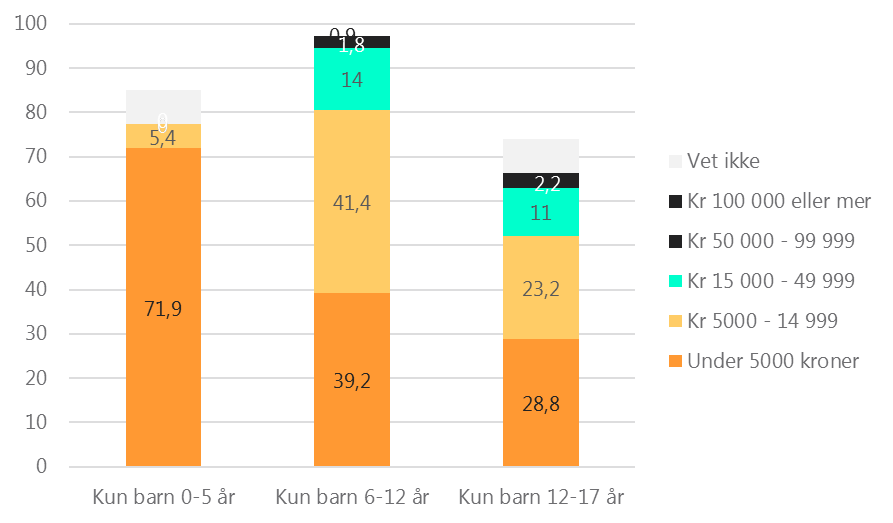 100
90
80
70
60
50
40
30
20
10
0
0,9
1,8
14
41,4
39,2
0
5,4
71,9
2,2
11
23,2
28,8
Kun barn 0-5 år
Kun barn 6-12 år
Kun barn 12-17 år
Vet ikke
Kr 100 000 eller mer
Kr 50 000 - 99 999
Kr 15 000 - 49 999
Kr 5000 - 14 999
Under 5000 kroner